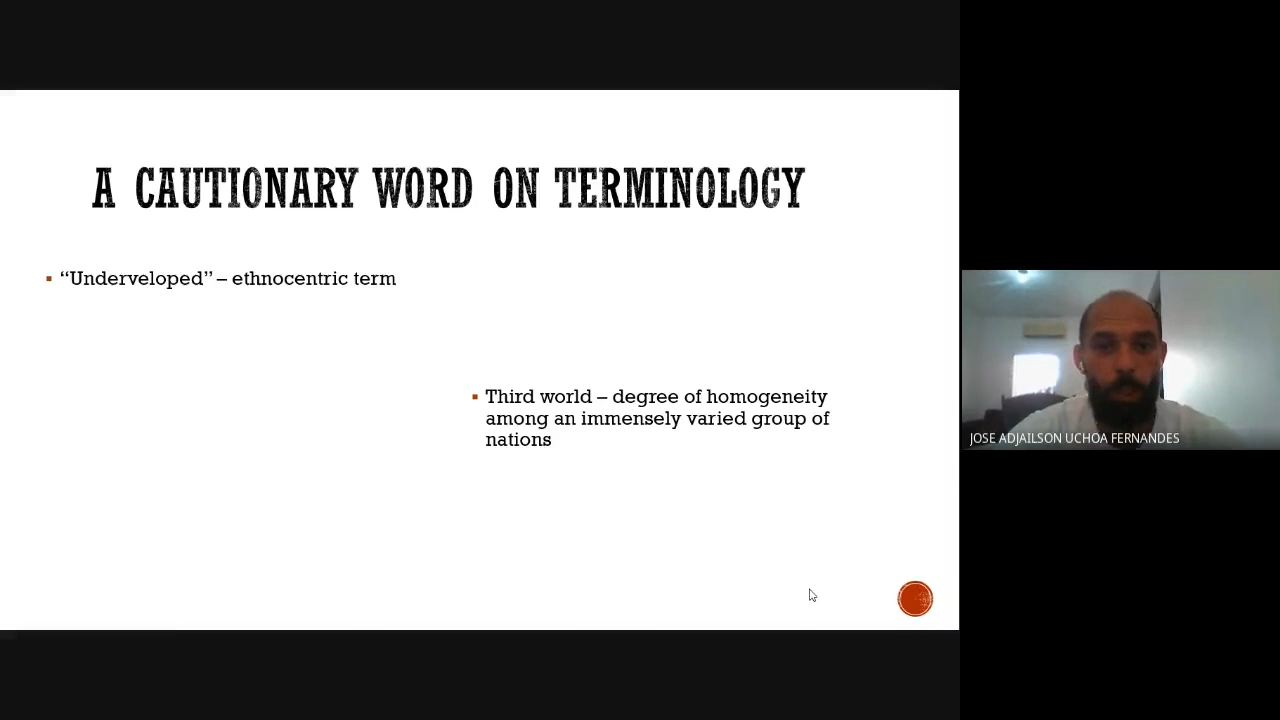 A CAUTIONARY WORD ON TERMINOLOGY
▪ “Underveloped” – ethnocentric term
▪ Third world – degree of homogeneity
among an immensely varied group of
nations
JOSE ADJAILSON UCHOA FERNANDES